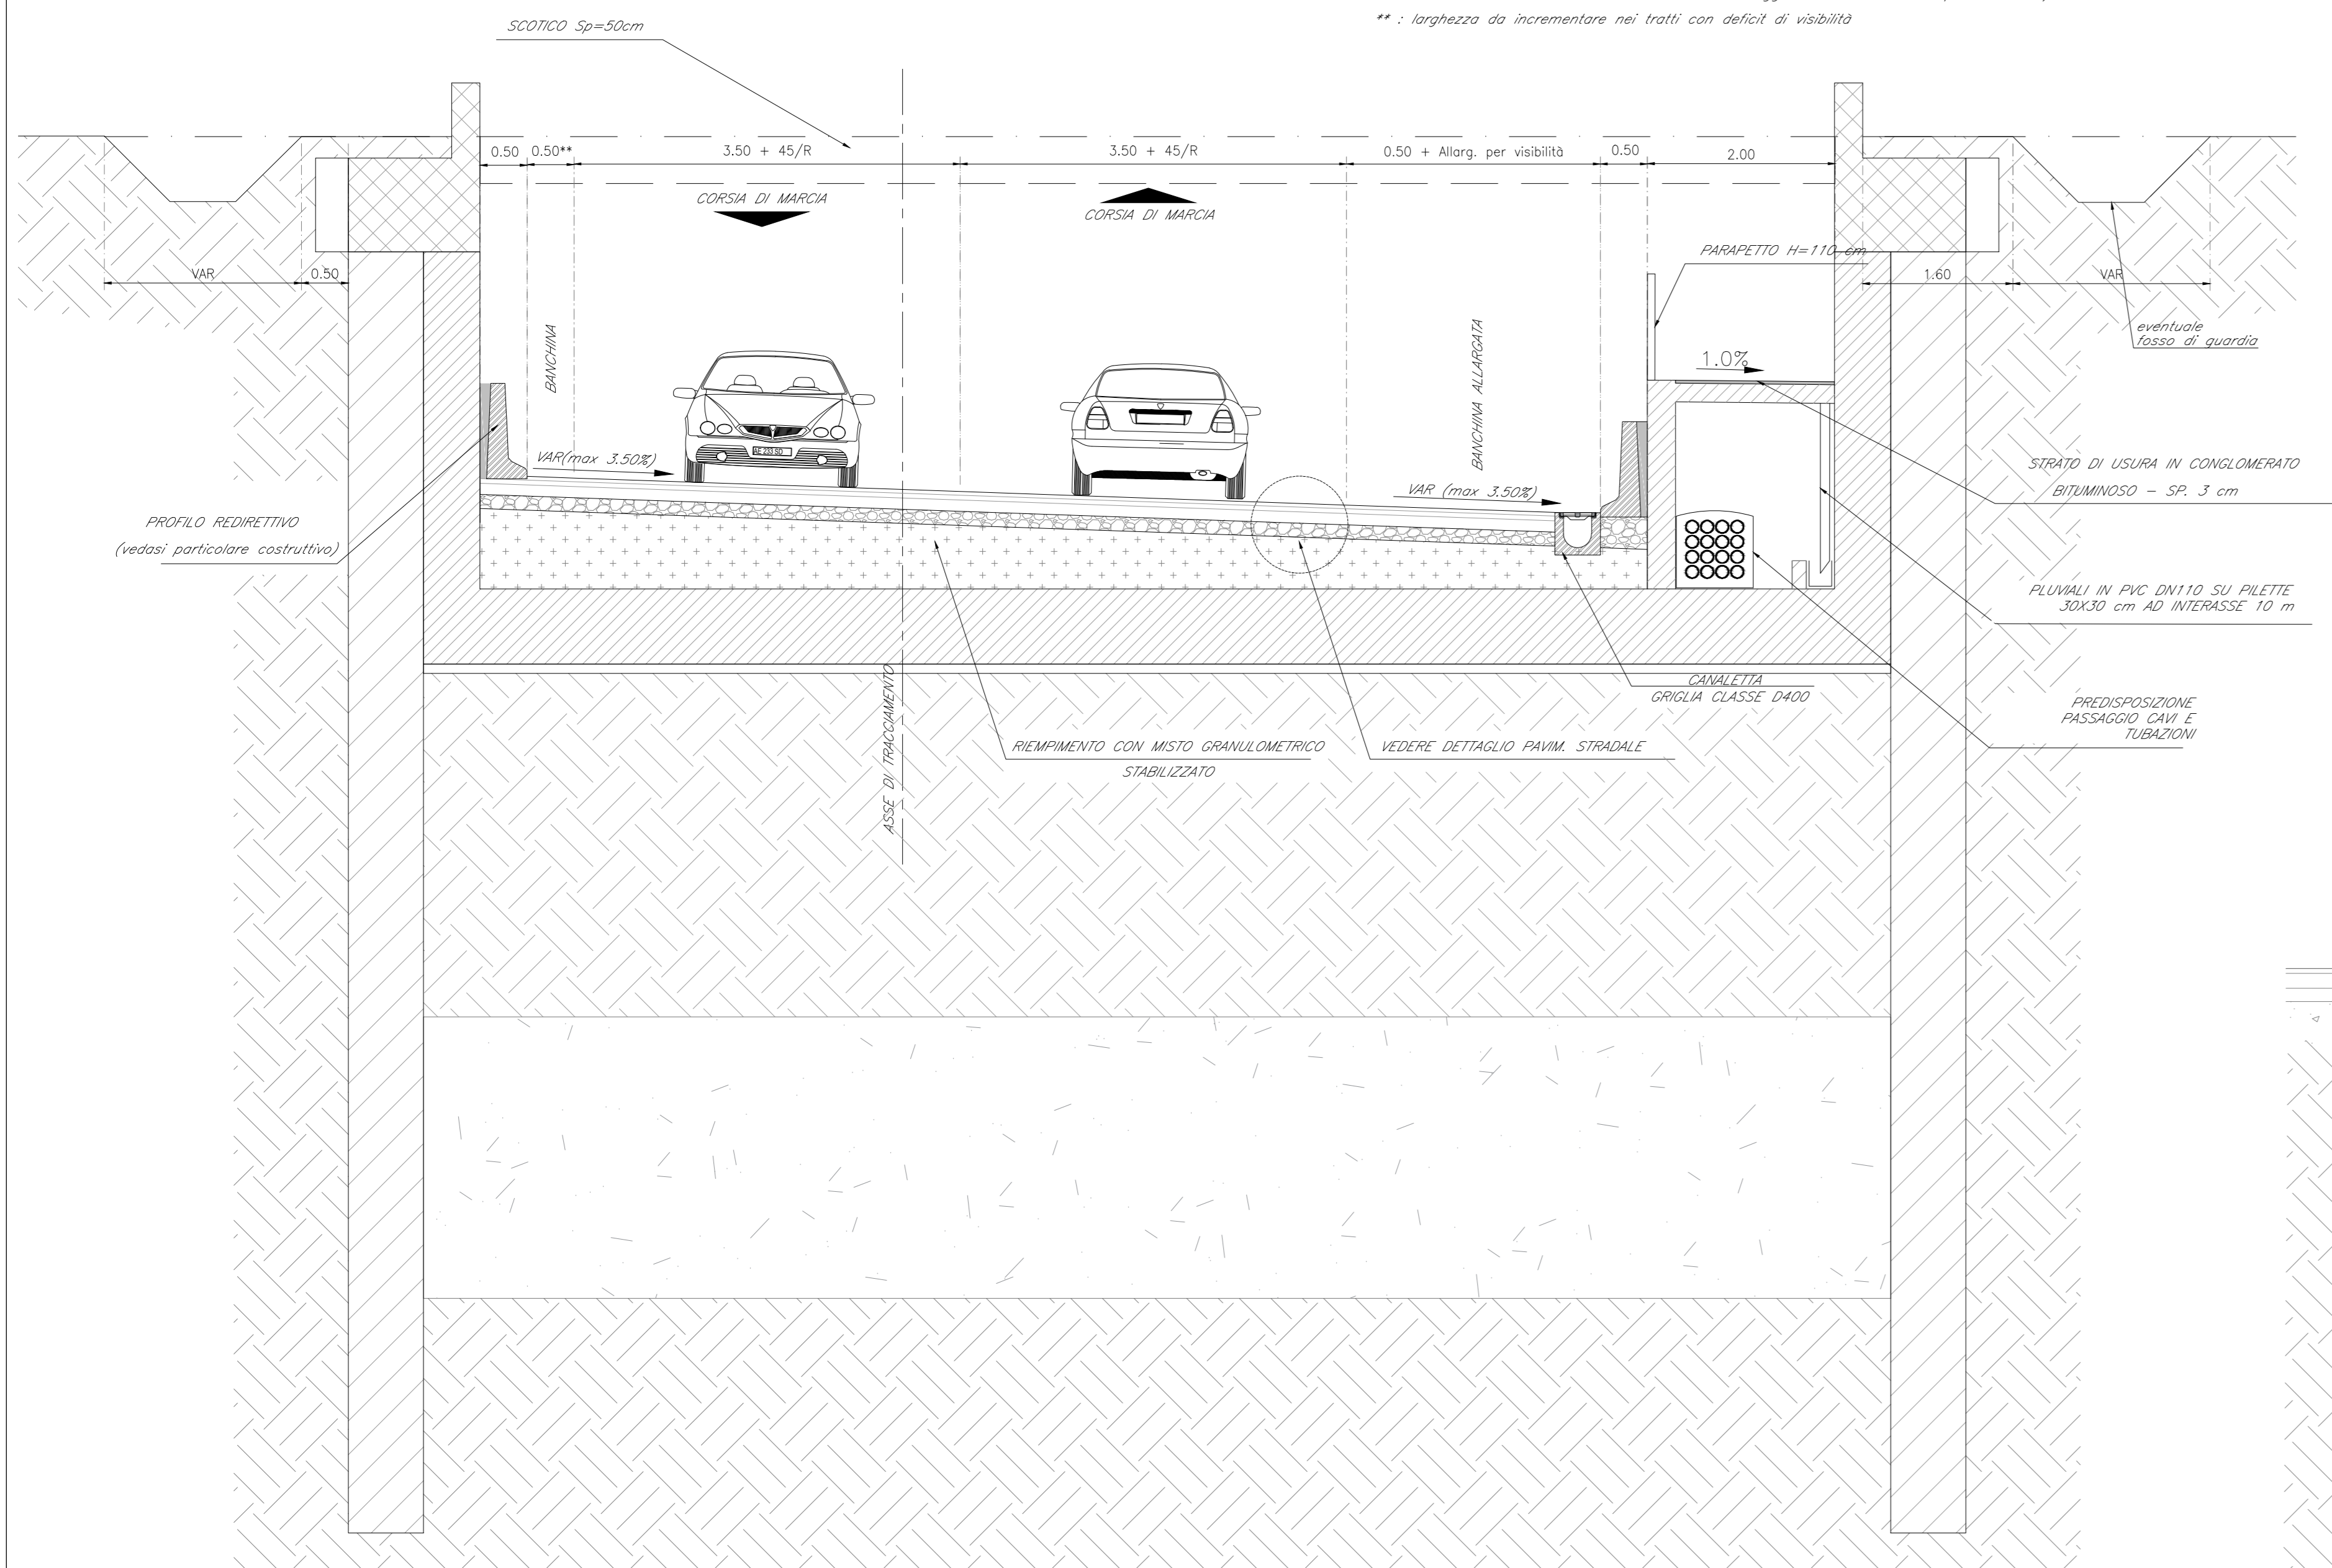 ** : larghezza da incrementare nei tratti con deficit di visibilità
SCOTICO Sp=50cm
0.50 0.50** 3.50 + 45/R 3.50 + 45/R 0.50 + Allarg. per visibilità 0.50 2.00
CORSIA DI MARCIA
CORSIA DI MARCIA
PARAPETTO H=110 cm
VAR 0.50
1.60 VAR
eventuale
fosso di guardia
BANCHINA
BANCHINA ALLARGATA
1.0%
VAR(max 3.50%)
VAR (max 3.50%)
STRATO DI USURA IN CONGLOMERATO
BITUMINOSO - SP. 3 cm
PROFILO REDIRETTIVO
(vedasi particolare costruttivo)
PLUVIALI IN PVC DN110 SU PILETTE
30X30 cm AD INTERASSE 10 m
CANALETTA
GRIGLIA CLASSE D400
PREDISPOSIZIONE
PASSAGGIO CAVI E
TUBAZIONI
ASSE DI TRACCIAMENTO
RIEMPIMENTO CON MISTO GRANULOMETRICO
STABILIZZATO
VEDERE DETTAGLIO PAVIM. STRADALE